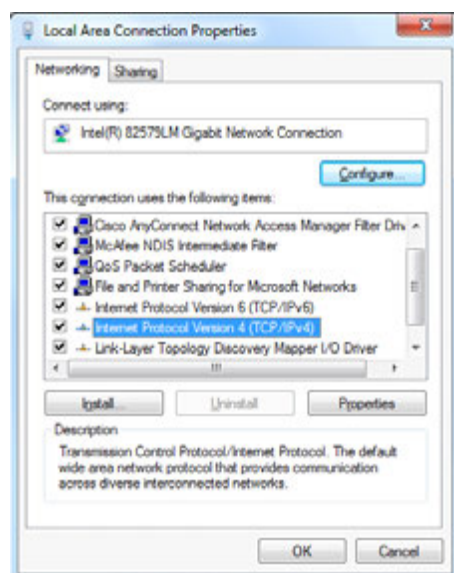 Local Area Connection Properties
Networking
Sharing
Connect using:
Intel(R) 82579LM Gigabit Network Connection
Configure...
This connection uses the following items:
Cisco AnyConnect Network Access Manager Filter Driv
McAfee NDIS Intermediate Filter
QoS Packet Scheduler
File and Printer Sharing for Microsoft Networks
Internet Protocol Version 6 (TCP/IPv6)
Internet Protocol Version 4 (TCP/IPv4)
Link-Layer Topology Discovery Mapper I/O Driver
Install...
Uninstall
Properties
Description
Transmission Control Protocol/Internet Protocol. The default
wide area network protocol that provides communication
across diverse interconnected networks.
OK
Cancel